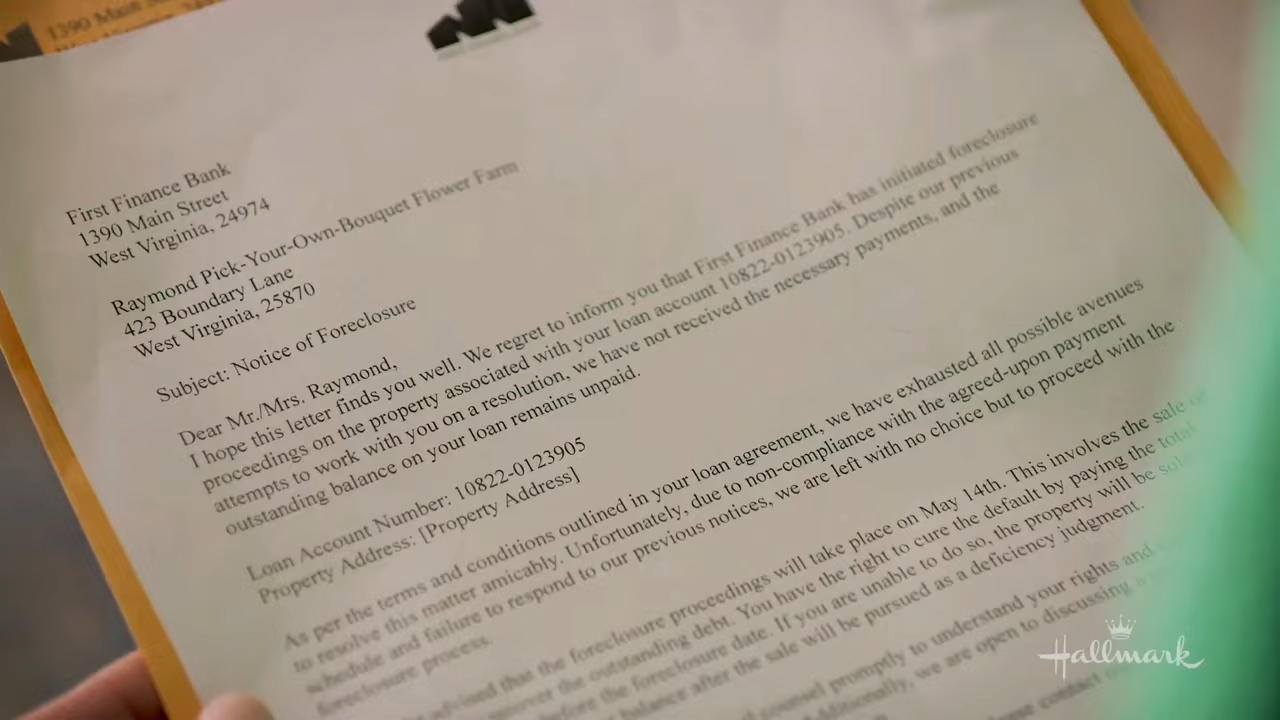 1390 Main
First Finance Bank
1390 Main Street
West Virginia, 24974
Raymond Pick-Your-Own-Bouquet Flower Farm
423 Boundary Lane
West Virginia, 25870
Subject: Notice of Foreclosure
Dear Mr./Mrs. Raymond,
I hope this letter finds you well. We regret to inform you that First Finance Bank has initiated foreclosure
proceedings on the property associated with your loan account 10822-0123905. Despite our previous
attempts to work with you on a resolution, we have not received the necessary payments, and the
outstanding balance on your loan remains unpaid.
Loan Account Number: 10822-0123905
Property Address: [Property Address]
As per the terms and conditions outlined in your loan agreement, we have exhausted all possible avenues
to resolve this matter amicably. Unfortunately, due to non-compliance with the agreed-upon payment
schedule and failure to respond to our previous notices, we are left with no choice but to proceed with the
foreclosure process.
advised that the foreclosure proceedings will take place on May 14th. This involves the sale
the outstanding debt. You have the right to cure the default by paying the total
before the foreclosure date. If you are unable to do so, the property will be
balance after the sale will be pursued as a deficiency judgment.
counsel promptly to understand your rights and
we are open to discussing
contact
Hallmark